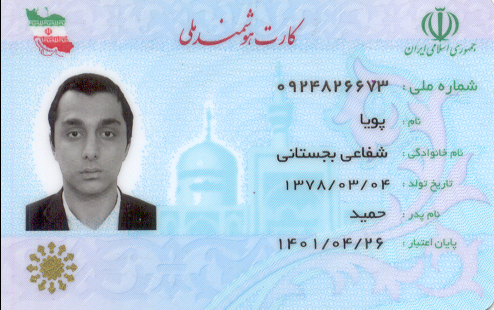 کارت هوشمند ملی
جمهوری اسلامی ایران
شماره ملی : ۰۹۲۴۸۲۶۶۷۳
نام : پویا
نام خانوادگی : شفاعی بجستانی
تاریخ تولد : ۱۳۷۸/۰۳/۰۴
نام پدر : حمید
پایان اعتبار : ۱۴۰۱/۰۴/۲۶